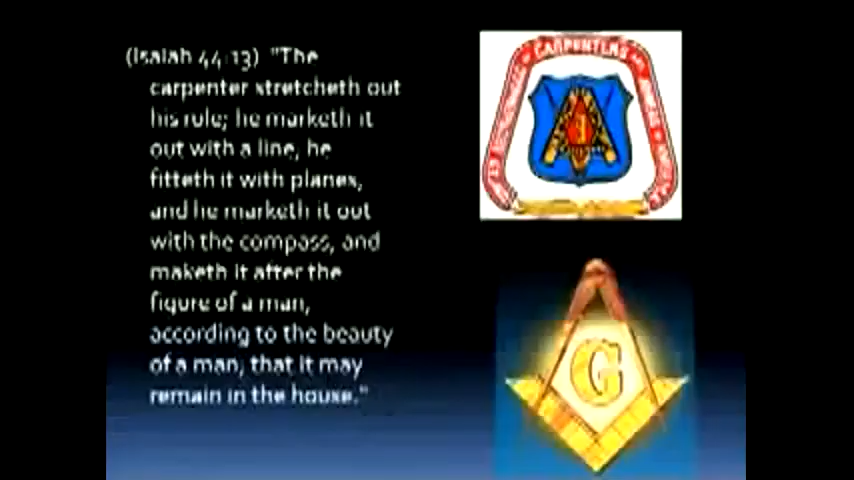 (Isaiah 44:13) "The
carpenter stretcheth out
his rule; he marketh it
out with a line, he
fitteth it with planes,
and he marketh it out
with the compass, and
maketh it after the
figure of a man,
according to the beauty
of a man; that it may
remain in the house."
CARPENTERS AND
G